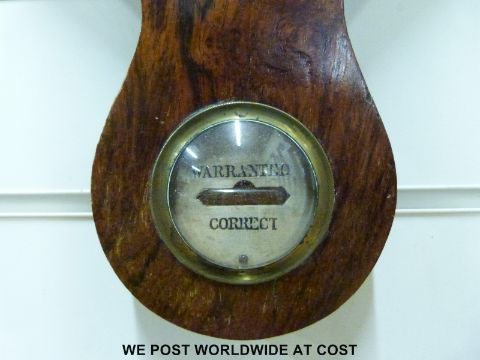 WARRANTED
CORRECT
WE POST WORLDWIDE AT COST